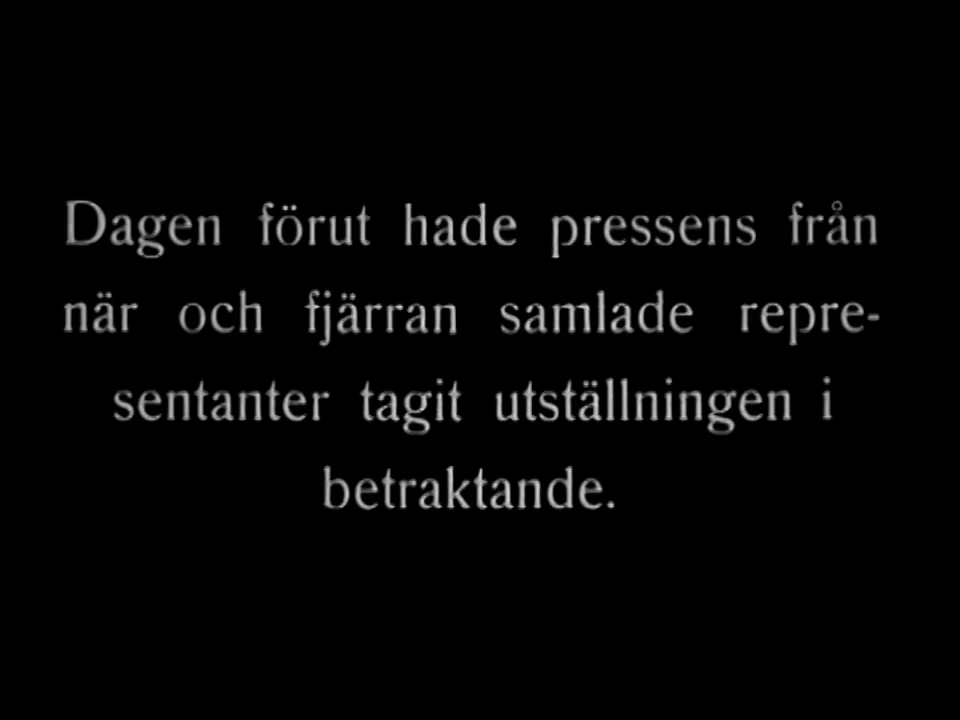 Dagen förut hade pressens från
när och fjärran samlade repre-
sentanter tagit utställningen i
betraktande.